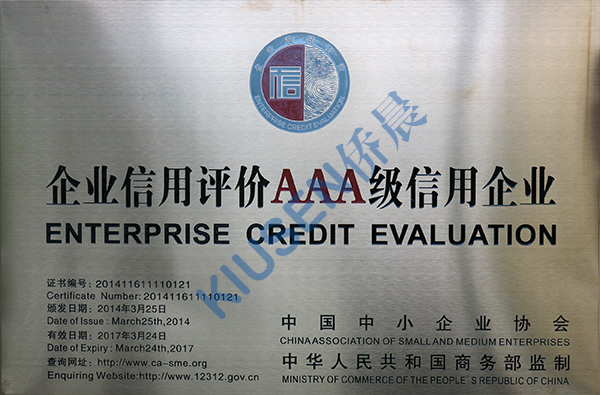 信
ENTERPRISE CREDIT EVALUATION
企业信用评价AAA级信用企业
ENTERPRISE CREDIT EVALUATION
KIUSEN侨晨
证书编号：201411611110121
Certificate Number: 201411611110121
颁发日期：2014年3月25日
Date of Issue : March25th,2014
有效日期：2017年3月24日
Date of Expiry : March24th,2017
查询网址：http://www.ca-sme.org
Enquiring Website:http://www.12312.gov.cn
中国中小企业协会
CHINA ASSOCIATION OF SMALL AND MEDIUM ENTERPRISES
中华人民共和国商务部监制
MINISTRY OF COMMERCE OF THE PEOPLE'S REPUBLIC OF CHINA